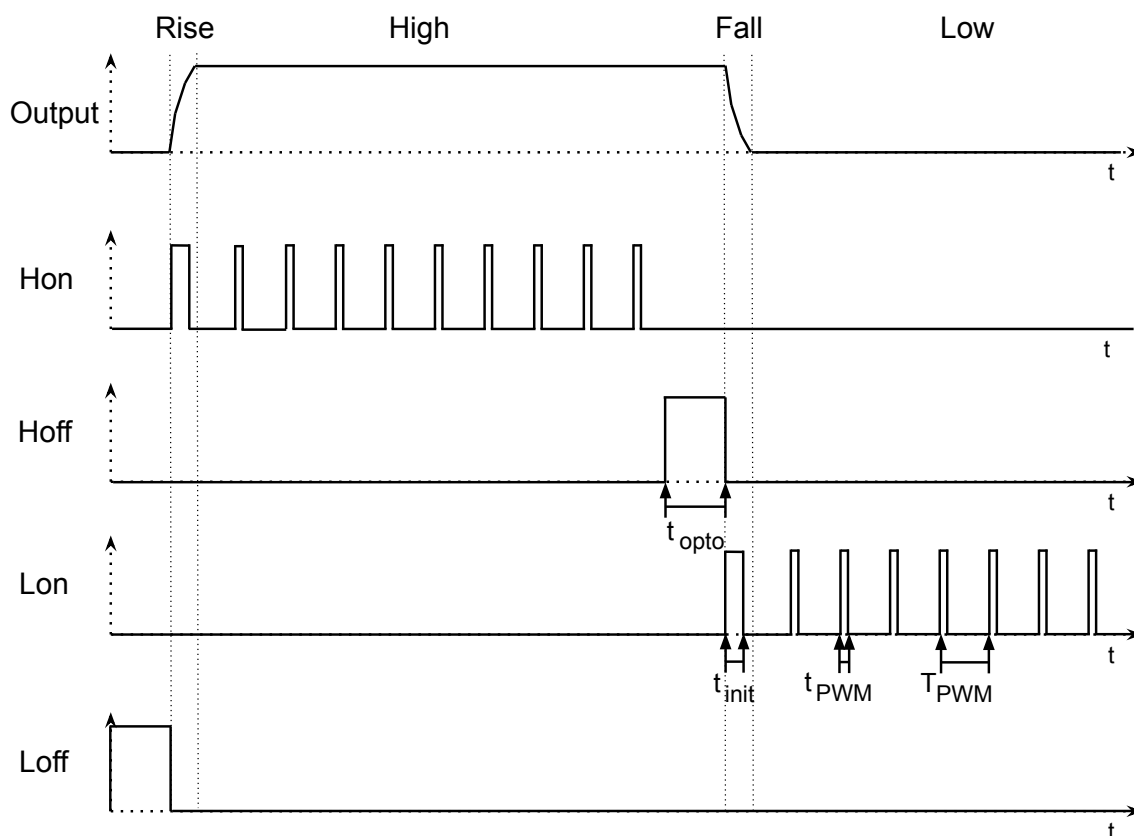 Rise High Fall Low
Output
t
Hon
t
Hoff
t
t opto
Lon
t
t init t PWM T PWM
Loff
t